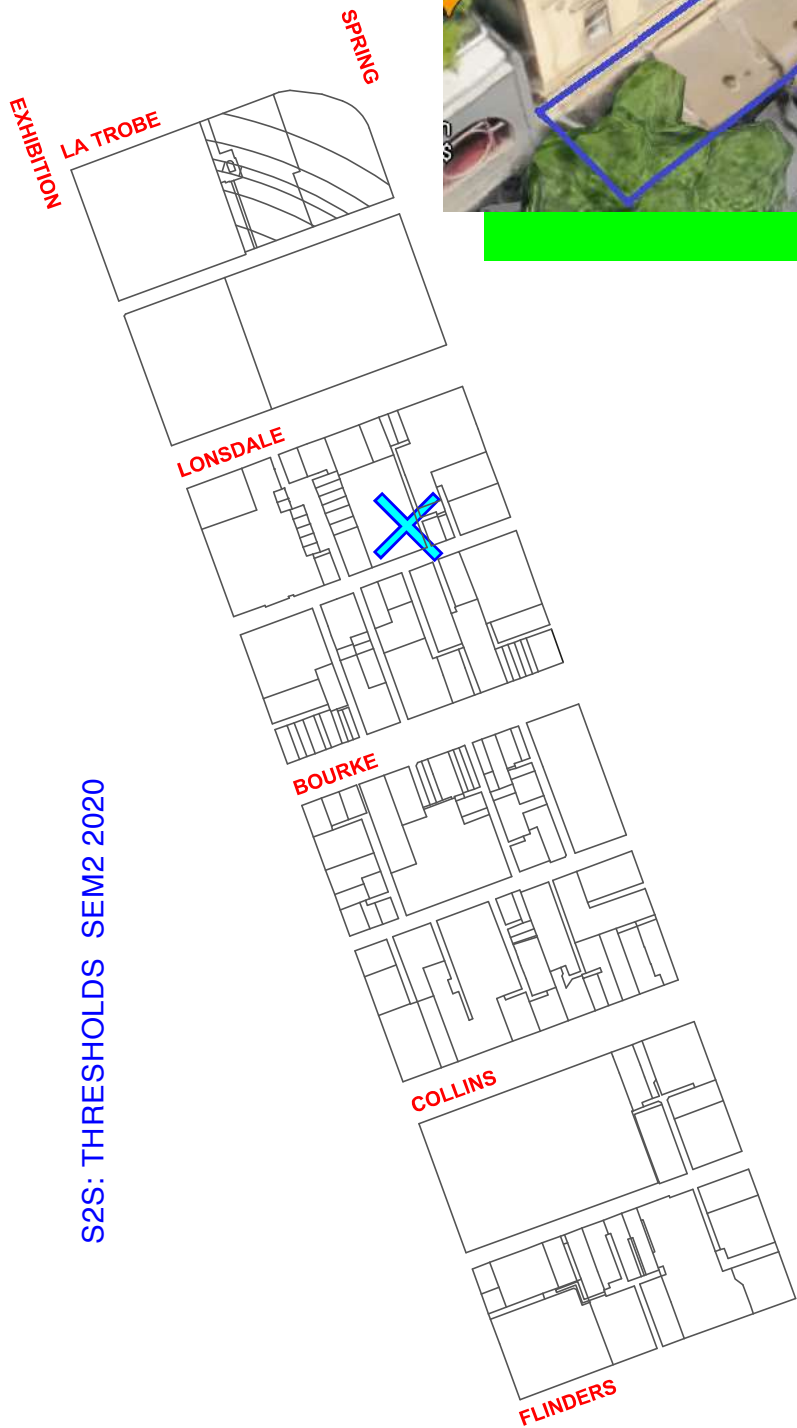 SPRING
EXHIBITION
LA TROBE
LONSDALE
BOURKE
S2S: THRESHOLDS SEM2 2020
COLLINS
FLINDERS